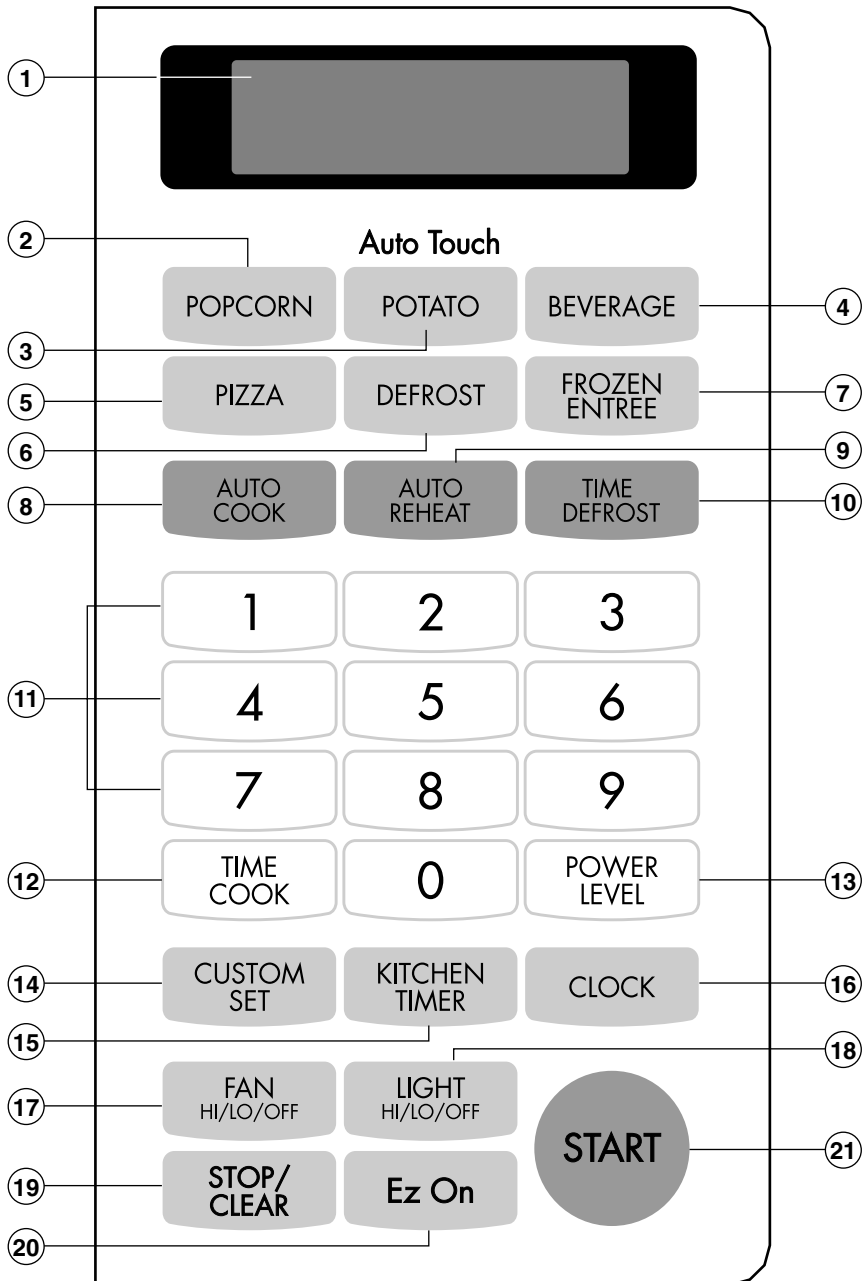 1
2
Auto Touch
POPCORN
POTATO
BEVERAGE
4
3
5
PIZZA
DEFROST
FROZEN
ENTREE
7
6
9
8
AUTO
COOK
AUTO
REHEAT
TIME
DEFROST
10
1
2
3
11
4
5
6
7
8
9
12
TIME
COOK
0
POWER
LEVEL
13
14
CUSTOM
SET
KITCHEN
TIMER
CLOCK
16
15
18
17
FAN
HI/LO/OFF
LIGHT
HI/LO/OFF
START
21
19
STOP/
CLEAR
Ez On
20